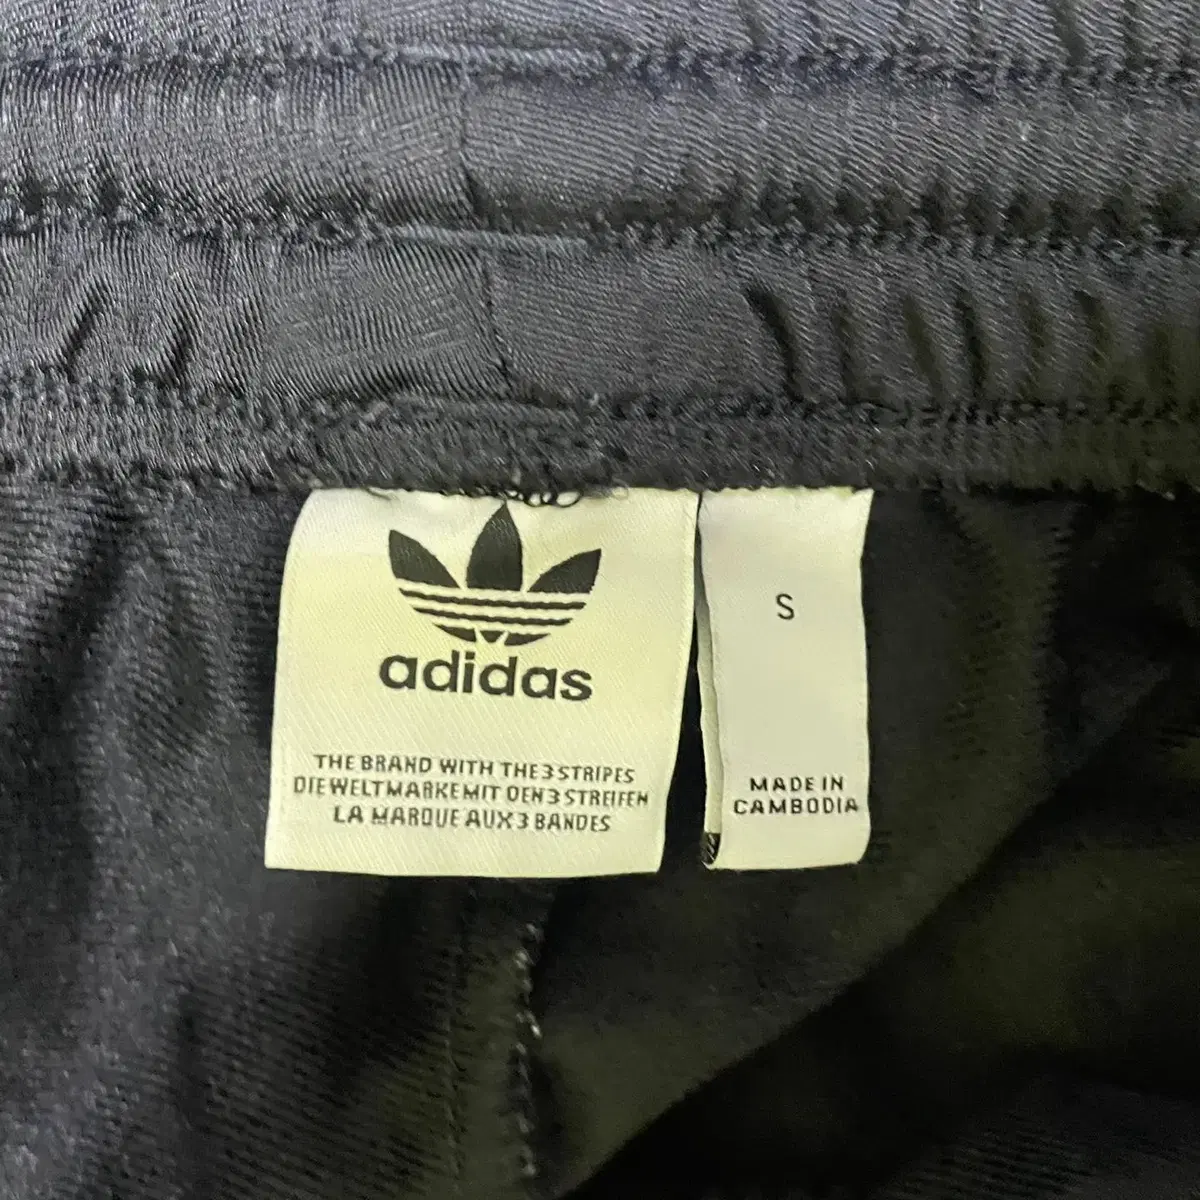 adidas
THE BRAND WITH THE 3 STRIPES
DIE WELTMARKE MIT DEN 3 STREIFEN
LA MARQUE AUX 3 BANDES
S
MADE IN
CAMBODIA